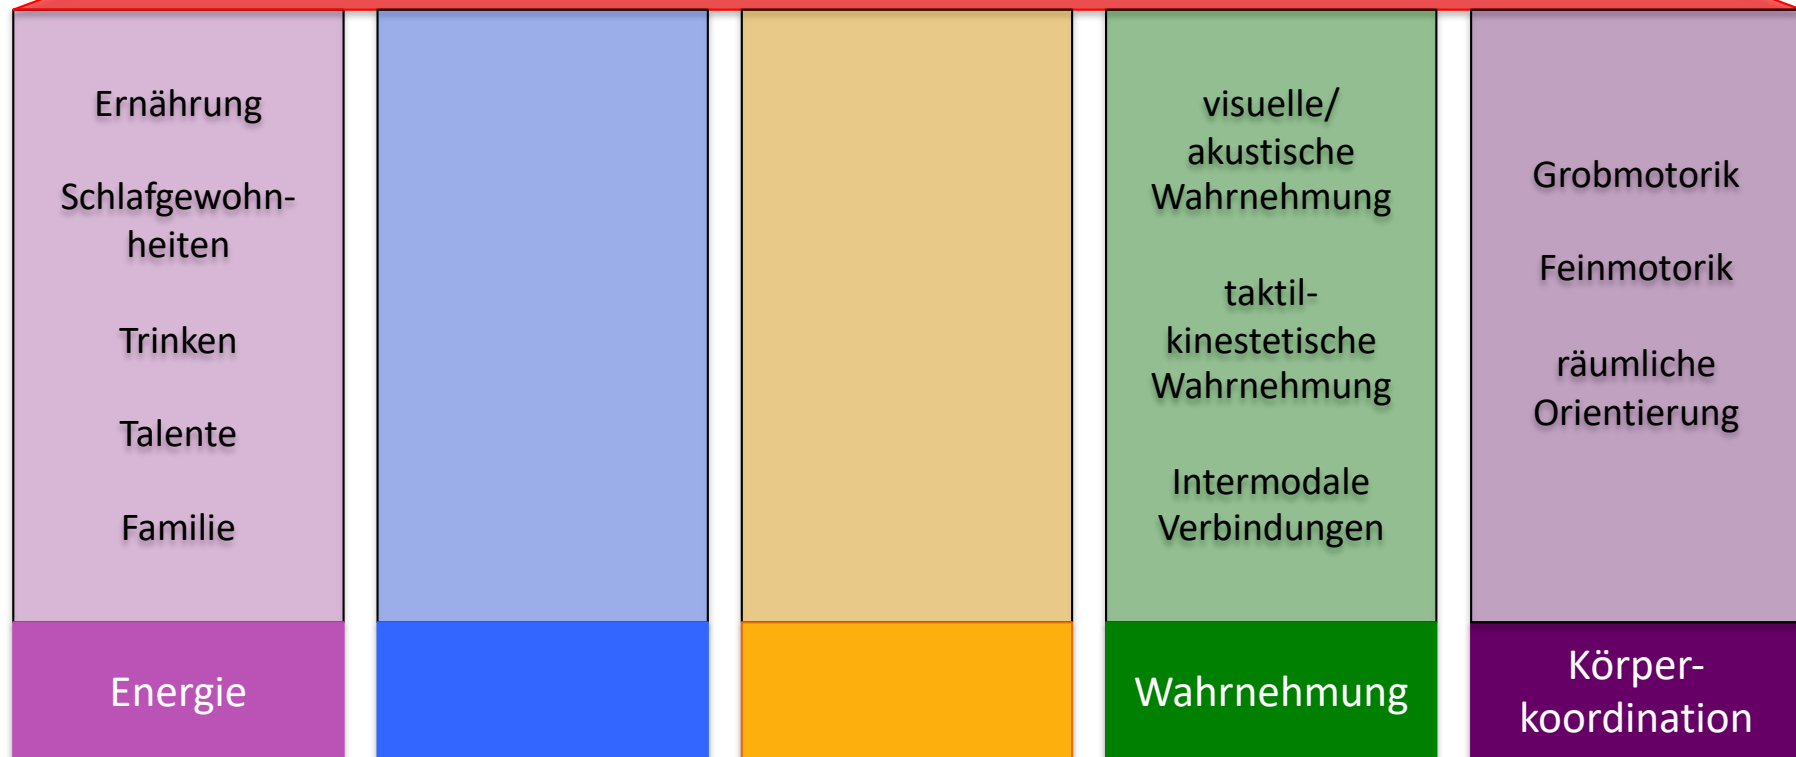 Ernährung
Schlafgewohn-
heiten
Trinken
Talente
Familie
Energie
visuelle/
akustische
Wahrnehmung
taktil-
kinestetische
Wahrnehmung
Intermodale
Verbindungen
Wahrnehmung
Grobmotorik
Feinmotorik
räumliche
Orientierung
Körper-
koordination